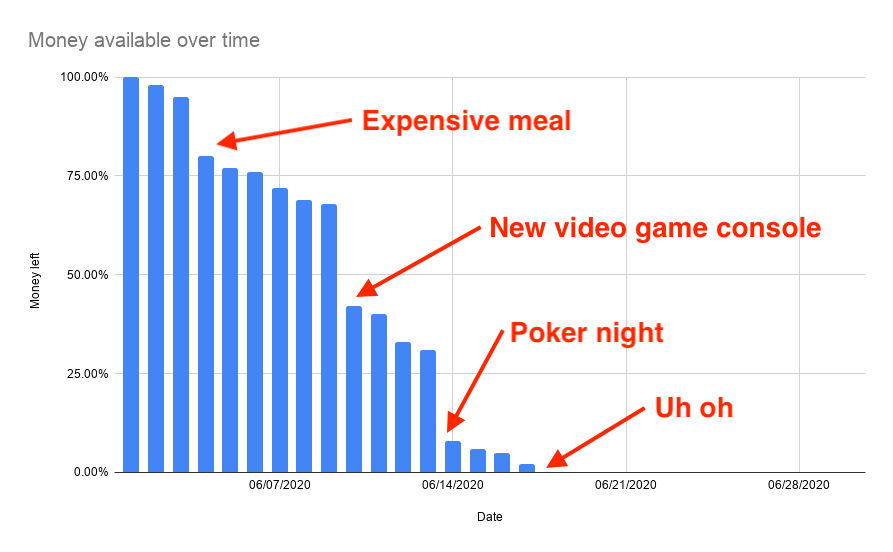 Money available over time
100.00%
Expensive meal
75.00%
New video game console
Money left
50.00%
Poker night
25.00%
Uh oh
0.00%
06/07/2020
06/14/2020
06/21/2020
06/28/2020
Date